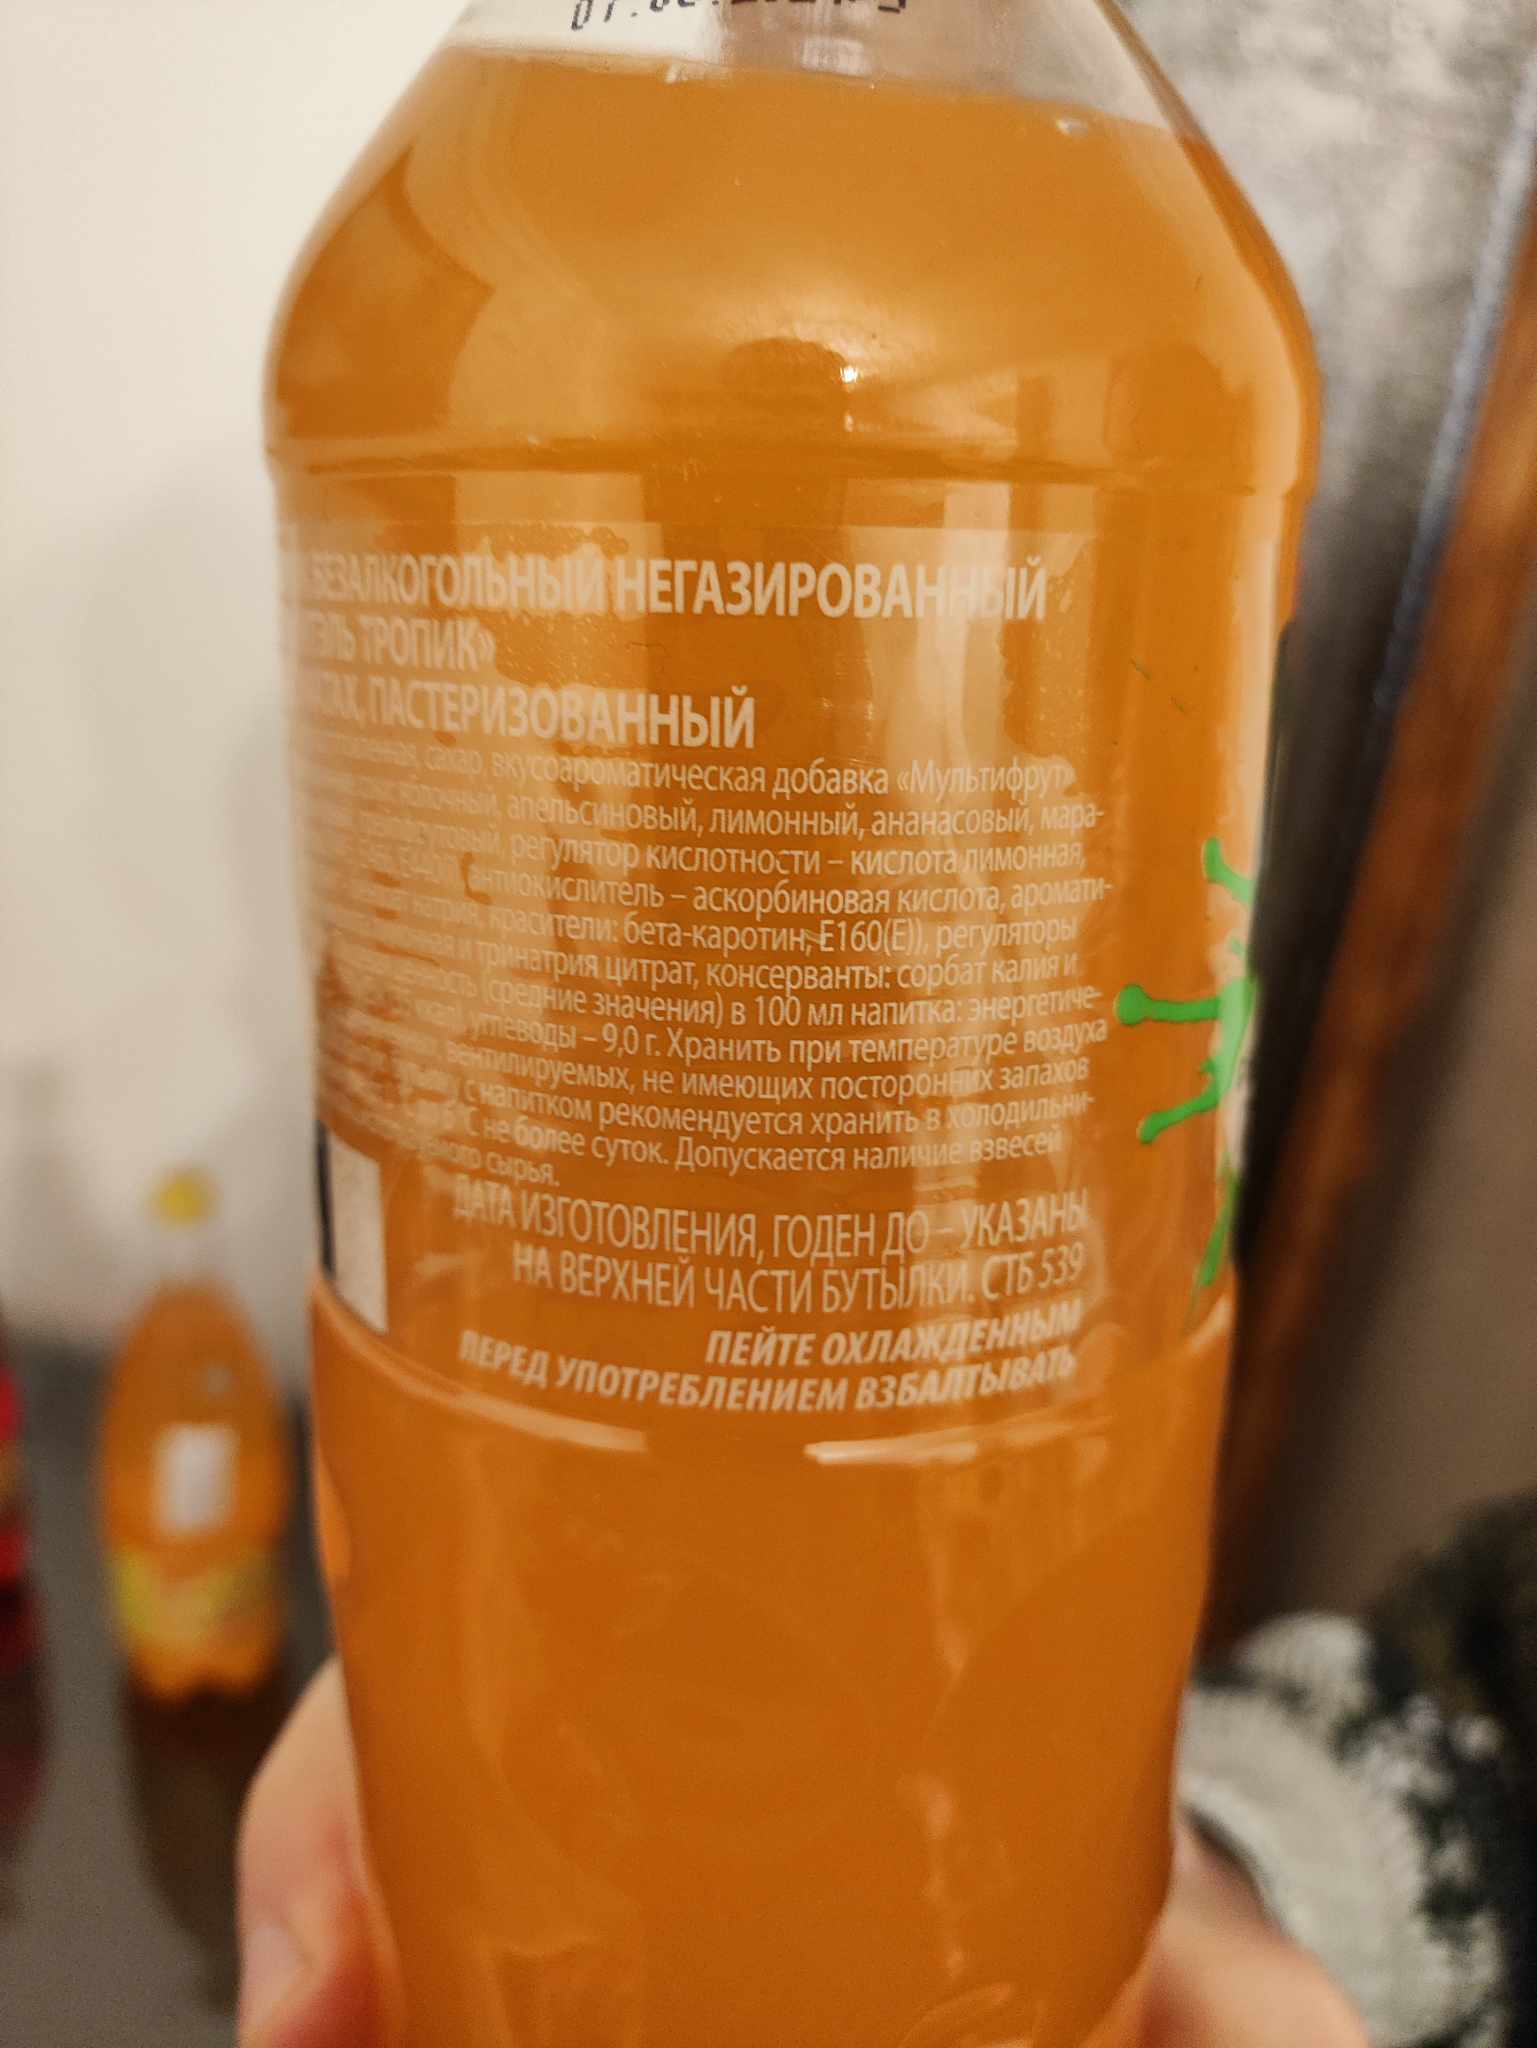 БЕЗАЛКОГОЛЬНЫЙ НЕГАЗИРОВАННЫЙ
ТРОПИК»
ПАСТЕРИЗОВАННЫЙ
сахар, вкусоароматическая добавка «Мультифрут»
яблочный, апельсиновый, лимонный, ананасовый, мара-
регулятор кислотности – кислота лимонная,
антиокислитель – аскорбиновая кислота, аромати-
натрия, красители: бета-каротин, Е160(Е)), регуляторы
и тринатрия цитрат, консерванты: сорбат калия и
(средние значения) в 100 мл напитка: энергетиче-
углеводы – 9,0 г. Хранить при температуре воздуха
вентилируемых, не имеющих посторонних запахов
с напитком рекомендуется хранить в холодильни-
°С не более суток. Допускается наличие взвесей
сырья.
ДАТА ИЗГОТОВЛЕНИЯ, ГОДЕН ДО – УКАЗАНЫ
НА ВЕРХНЕЙ ЧАСТИ БУТЫЛКИ. СТБ 539
ПЕЙТЕ ОХЛАЖДЕННЫМ
ПЕРЕД УПОТРЕБЛЕНИЕМ ВЗБАЛТЫВАТЬ